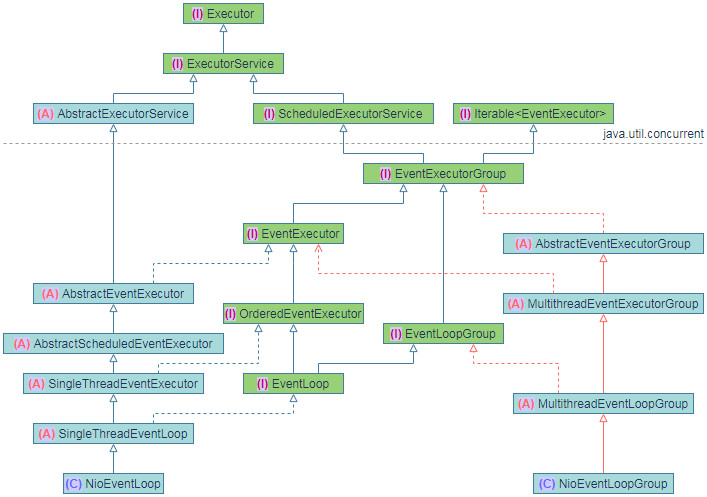 (I) Executor
(I) ExecutorService
(A) AbstractExecutorService
(I) ScheduledExecutorService
(I) Iterable<EventExecutor>
java.util.concurrent
(I) EventExecutorGroup
(I) EventExecutor
(A) AbstractEventExecutorGroup
(A) AbstractEventExecutor
(I) OrderedEventExecutor
(A) MultithreadEventExecutorGroup
(A) AbstractScheduledEventExecutor
(I) EventLoopGroup
(A) SingleThreadEventExecutor
(I) EventLoop
(A) MultithreadEventLoopGroup
(A) SingleThreadEventLoop
(C) NioEventLoop
(C) NioEventLoopGroup